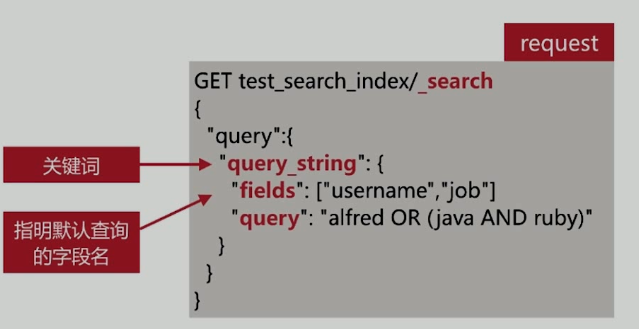 request
GET test_search_index/_search
{
"query":{
关键词
"query_string": {
"fields": ["username","job"]
指明默认查询
的字段名
"query": "alfred OR (java AND ruby)"
}
}
}